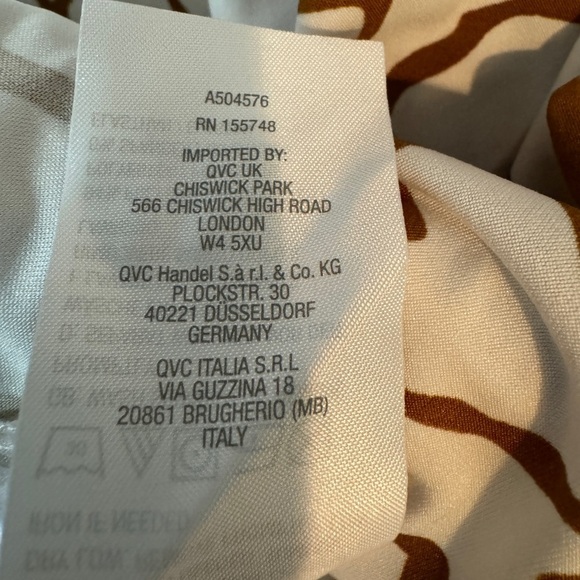 A504576
RN 155748
IMPORTED BY:
QVC UK
CHISWICK PARK
566 CHISWICK HIGH ROAD
LONDON
W4 5XU
QVC Handel S.à r.l. & Co. KG
PLOCKSTR. 30
40221 DÜSSELDORF
GERMANY
QVC ITALIA S.R.L
VIA GUZZINA 18
20861 BRUGHERIO (MB)
ITALY